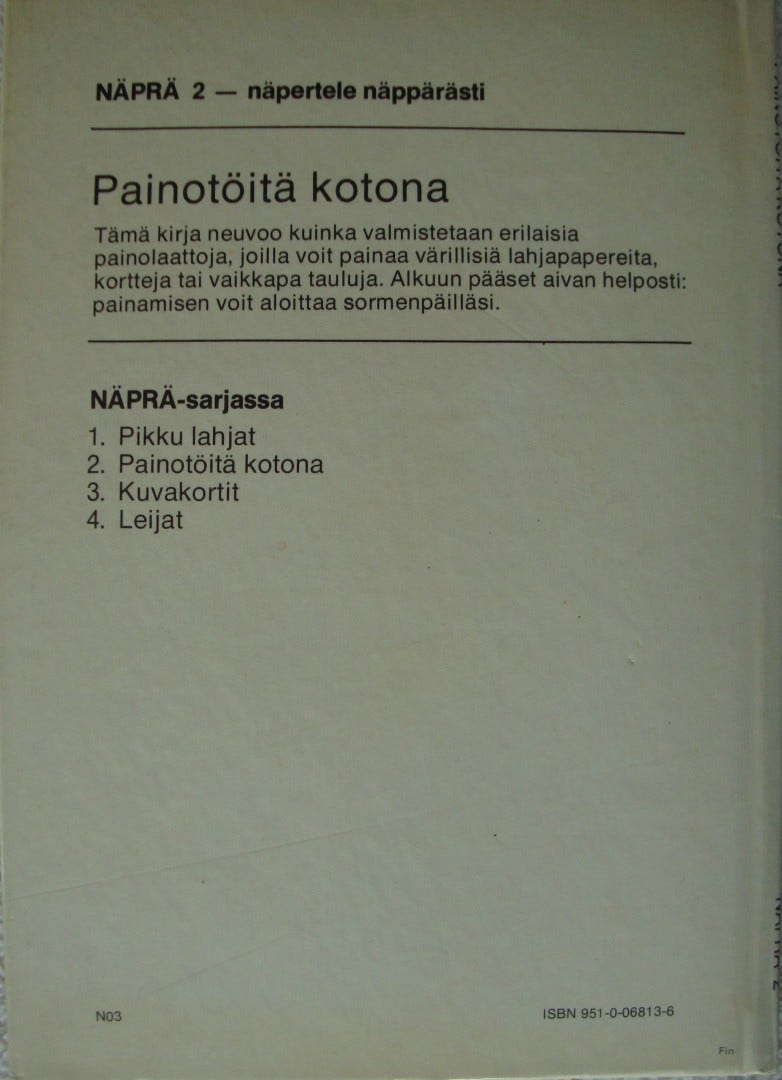 NÄPRÄ 2 — näpertele näppärästi
Painotöitä kotona
Tämä kirja neuvoo kuinka valmistetaan erilaisia
painolaattoja, joilla voit painaa värillisiä lahjapapereita,
kortteja tai vaikkapa tauluja. Alkuun pääset aivan helposti:
painamisen voit aloittaa sormenpäilläsi.
NÄPRÄ-sarjassa
1. Pikku lahjat
2. Painotöitä kotona
3. Kuvakortit
4. Leijat
N03
ISBN 951-0-06813-6
Fin